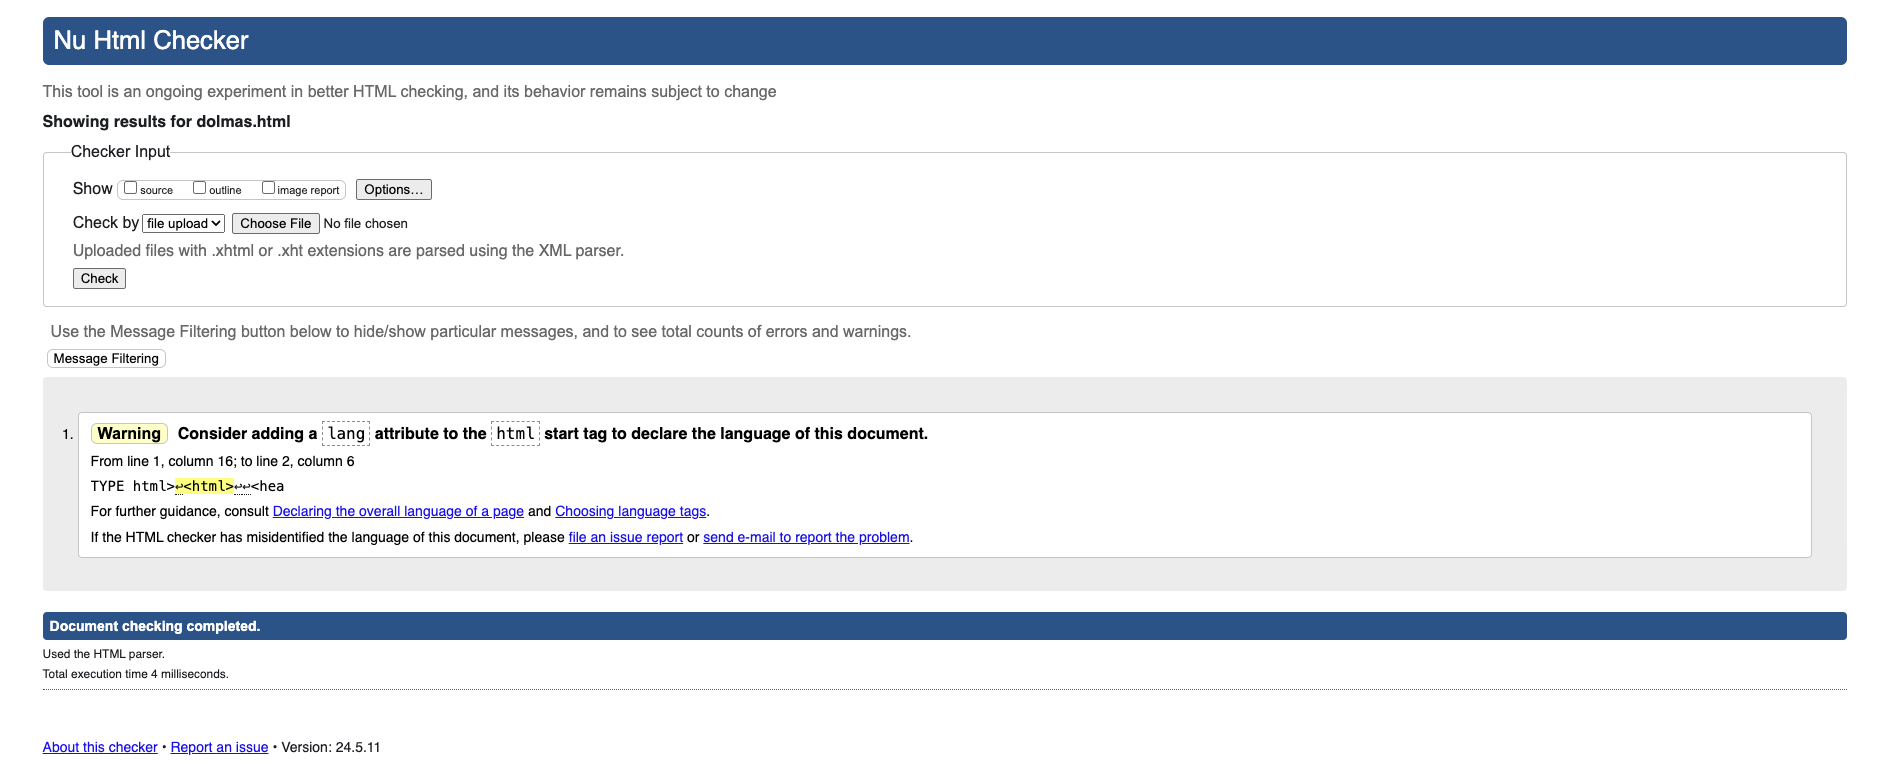 Nu Html Checker
This tool is an ongoing experiment in better HTML checking, and its behavior remains subject to change
Showing results for dolmas.html
Checker Input
Show source outline image report Options...
Check by file upload Choose File No file chosen
Uploaded files with .xhtml or .xht extensions are parsed using the XML parser.
Check
Use the Message Filtering button below to hide/show particular messages, and to see total counts of errors and warnings.
Message Filtering
1. Warning Consider adding a lang attribute to the html start tag to declare the language of this document.
From line 1, column 16; to line 2, column 6
TYPE html>↩<html>↩↩<hea
For further guidance, consult Declaring the overall language of a page and Choosing language tags.
If the HTML checker has misidentified the language of this document, please file an issue report or send e-mail to report the problem.
Document checking completed.
Used the HTML parser.
Total execution time 4 milliseconds.
About this checker • Report an issue • Version: 24.5.11